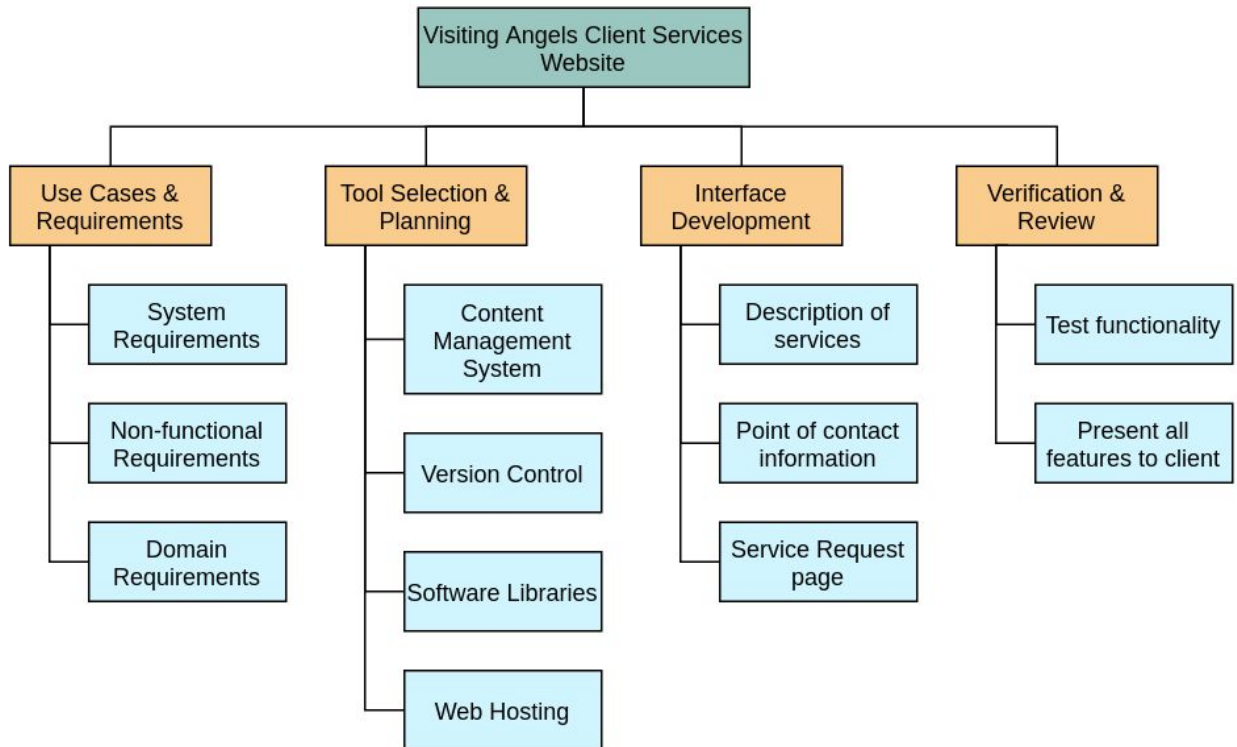 Visiting Angels Client Services
Website
Use Cases &
Requirements
System
Requirements
Non-functional
Requirements
Domain
Requirements
Tool Selection &
Planning
Content
Management
System
Version Control
Software Libraries
Web Hosting
Interface
Development
Description of
services
Point of contact
information
Service Request
page
Verification &
Review
Test functionality
Present all
features to client